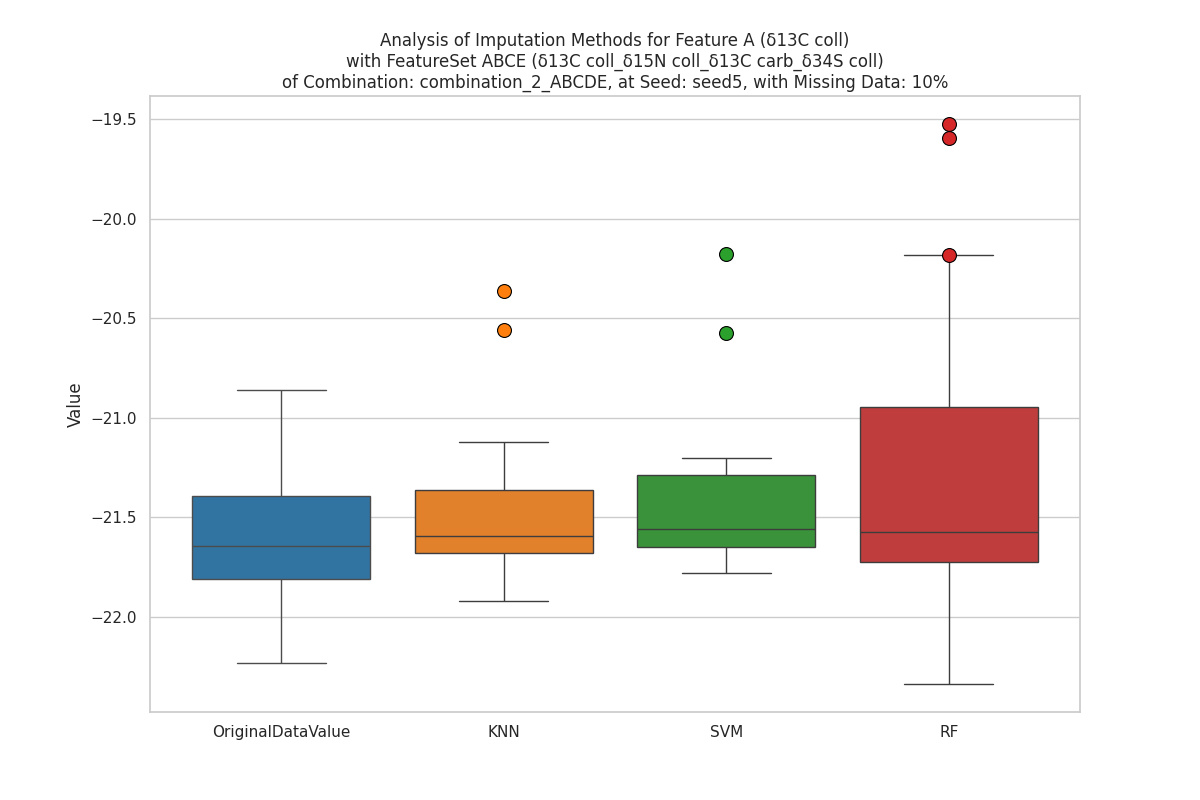 Analysis of Imputation Methods for Feature A (δ13C coll)
with FeatureSet ABCE (δ13C coll_δ15N coll_δ13C carb_δ34S coll)
of Combination: combination_2_ABCDE, at Seed: seed5, with Missing Data: 10%
−19.5
−20.0
−20.5
−21.0
−21.5
−22.0
Value
OriginalDataValue
KNN
SVM
RF